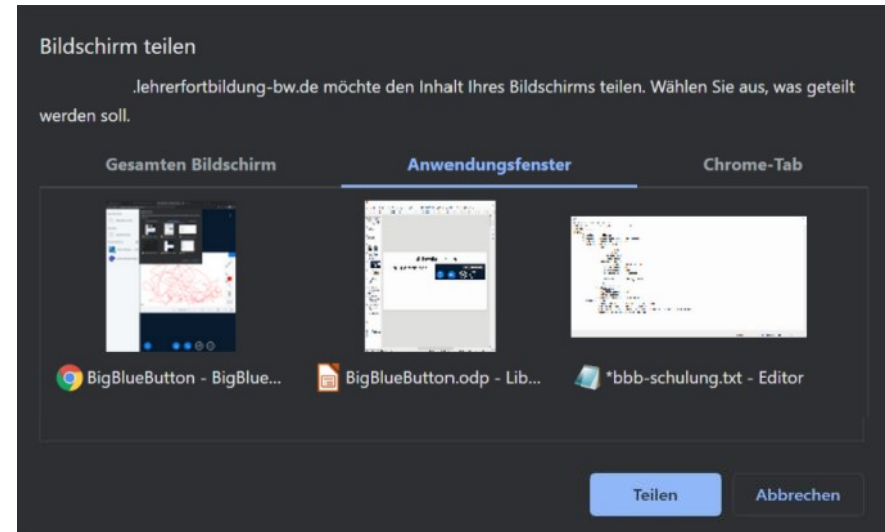 Bildschirm teilen
.lehrerfortbildung-bw.de möchte den Inhalt Ihres Bildschirms teilen. Wählen Sie aus, was geteilt
werden soll.
Gesamten Bildschirm Anwendungsfenster Chrome-Tab
BigBlueButton - BigBlue... BigBlueButton.odp - Lib... *bbb-schulung.txt - Editor
Teilen Abbrechen